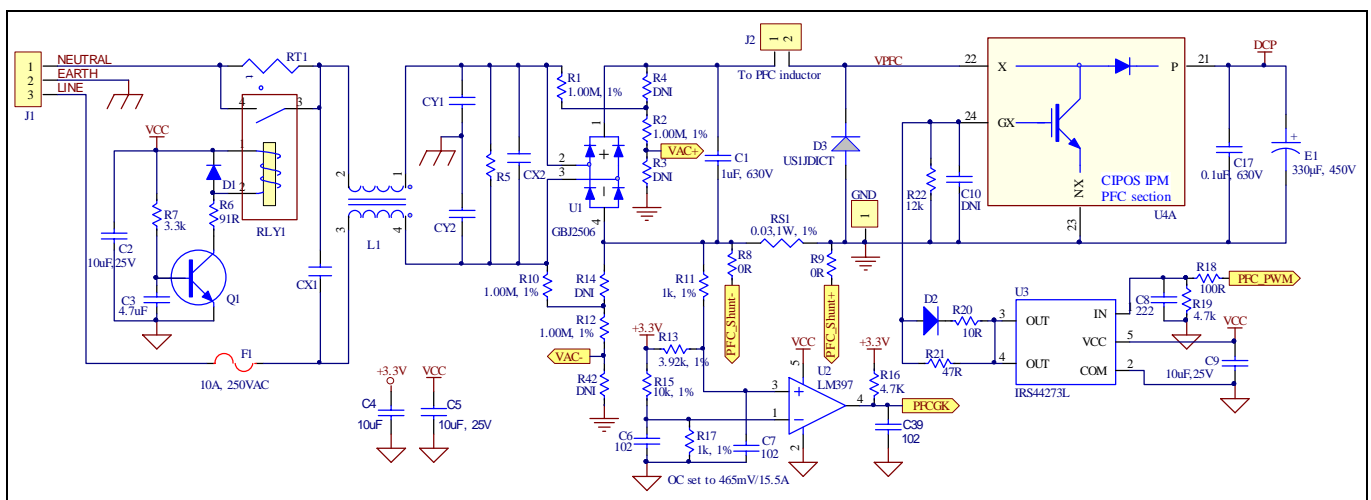 J1
1
2
3
NEUTRAL
EARTH
LINE
RT1
4
3
1
2
RLY1
VCC
D1
R6
91R
R7
3.3k
C2
10uF,25V
C3
4.7uF
Q1
F1
10A, 250VAC
CX1
2
1
3
4
L1
CY1
CY2
R5
CX2
R1
1.00M, 1%
1
2
3
4
U1
GBJ2506
R4
DNI
R2
1.00M, 1%
VAC+
R3
DNI
C1
1uF, 630V
J2
1
2
To PFC inductor
VPFC
D3
US1JDICT
GND
1
RS1
0.03,1W, 1%
R8
0R
PFC_Shunt-
R9
0R
PFC_Shunt+
R10
1.00M, 1%
R14
DNI
R12
1.00M, 1%
VAC-
R42
DNI
R11
1k, 1%
+3.3V
R13
3.92k, 1%
R15
10k, 1%
C6
102
R17
1k, 1%
C7
102
OC set to 465mV/15.5A
VCC
5
U2
LM397
3
1
2
4
+3.3V
R16
4.7K
PFCGK
C39
102
+3.3V
C4
10uF
VCC
C5
10uF, 25V
22
X
24
GX
NX
23
P
21
DCP
CIPOS IPM
PFC section
U4A
R22
12k
C10
DNI
C17
0.1uF, 630V
+
E1
330µF, 450V
D2
R20
10R
R21
47R
U3
3
OUT
4
OUT
IN
1
VCC
5
COM
2
IRS44273L
C8
222
R18
100R
R19
4.7k
PFC_PWM
VCC
C9
10uF,25V